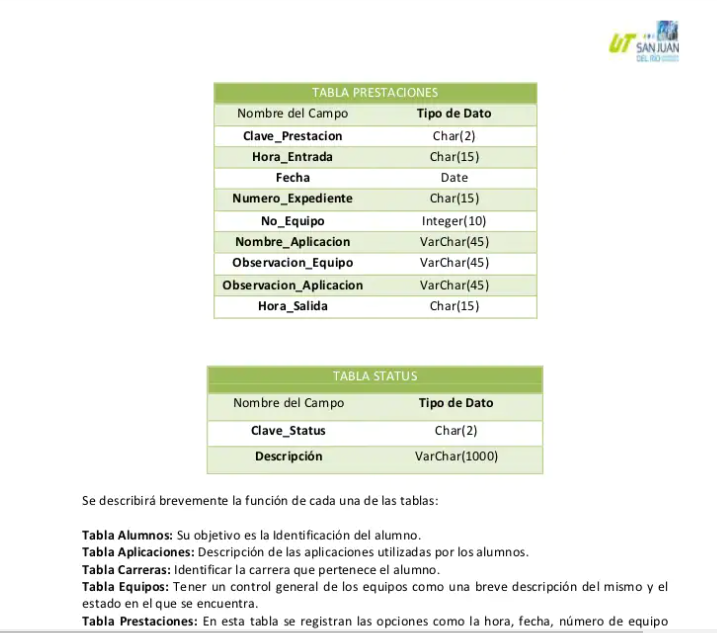 UT
SAN JUAN
DEL RÍO
TABLA PRESTACIONES
Nombre del Campo Tipo de Dato
Clave_Prestacion Char(2)
Hora_Entrada Char(15)
Fecha Date
Numero_Expediente Char(15)
No_Equipo Integer(10)
Nombre_Aplicacion VarChar(45)
Observacion_Equipo VarChar(45)
Observacion_Aplicacion VarChar(45)
Hora_Salida Char(15)
TABLA STATUS
Nombre del Campo Tipo de Dato
Clave_Status Char(2)
Descripción VarChar(1000)
Se describirá brevemente la función de cada una de las tablas:
Tabla Alumnos: Su objetivo es la Identificación del alumno.
Tabla Aplicaciones: Descripción de las aplicaciones utilizadas por los alumnos.
Tabla Carreras: Identificar la carrera que pertenece el alumno.
Tabla Equipos: Tener un control general de los equipos como una breve descripción del mismo y el
estado en el que se encuentra.
Tabla Prestaciones: En esta tabla se registran las opciones como la hora, fecha, número de equipo